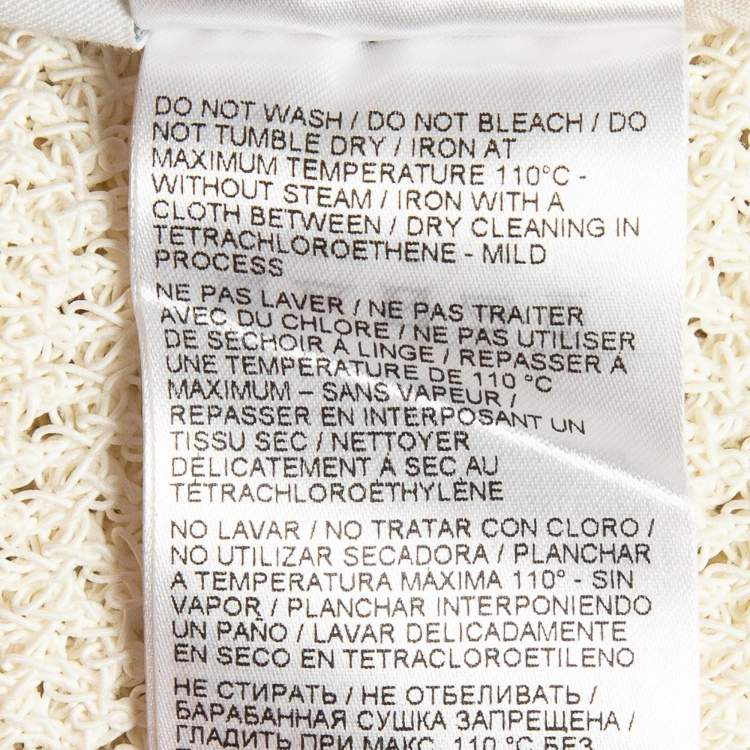 DO NOT WASH / DO NOT BLEACH / DO
NOT TUMBLE DRY / IRON AT
MAXIMUM TEMPERATURE 110°C -
WITHOUT STEAM / IRON WITH A
CLOTH BETWEEN / DRY CLEANING IN
TETRACHLOROETHENE - MILD
PROCESS
NE PAS LAVER / NE PAS TRAITER
AVEC DU CHLORE / NE PAS UTILISER
DE SECHOIR A LINGE / REPASSER A
UNE TEMPERATURE DE 110 °C
MAXIMUM – SANS VAPEUR /
REPASSER EN INTERPOSANT UN
TISSU SEC / NETTOYER
DÉLICATEMENT À SEC AU
TÉTRACHLOROÉTHYLÈNE
NO LAVAR / NO TRATAR CON CLORO /
NO UTILIZAR SECADORA / PLANCHAR
A TEMPERATURA MÁXIMA 110° - SIN
VAPOR / PLANCHAR INTERPONIENDO
UN PAÑO / LAVAR DELICADAMENTE
EN SECO EN TETRACLOROETILENO
НЕ СТИРАТЬ / НЕ ОТБЕЛИВАТЬ /
БАРАБАННАЯ СУШКА ЗАПРЕЩЕНА /
ГЛАДИТЬ ПРИ МАКС. 110 °С БЕЗ